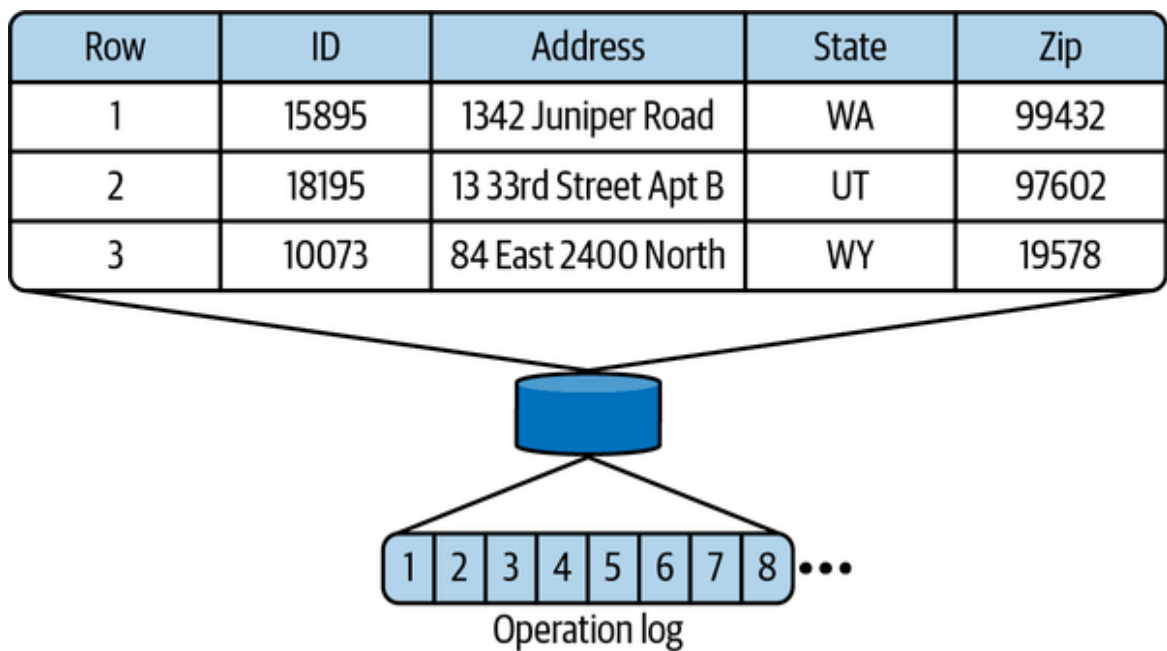 Row ID Address State Zip
1 15895 1342 Juniper Road WA 99432
2 18195 13 33rd Street Apt B UT 97602
3 10073 84 East 2400 North WY 19578
1 2 3 4 5 6 7 8 •••
Operation log